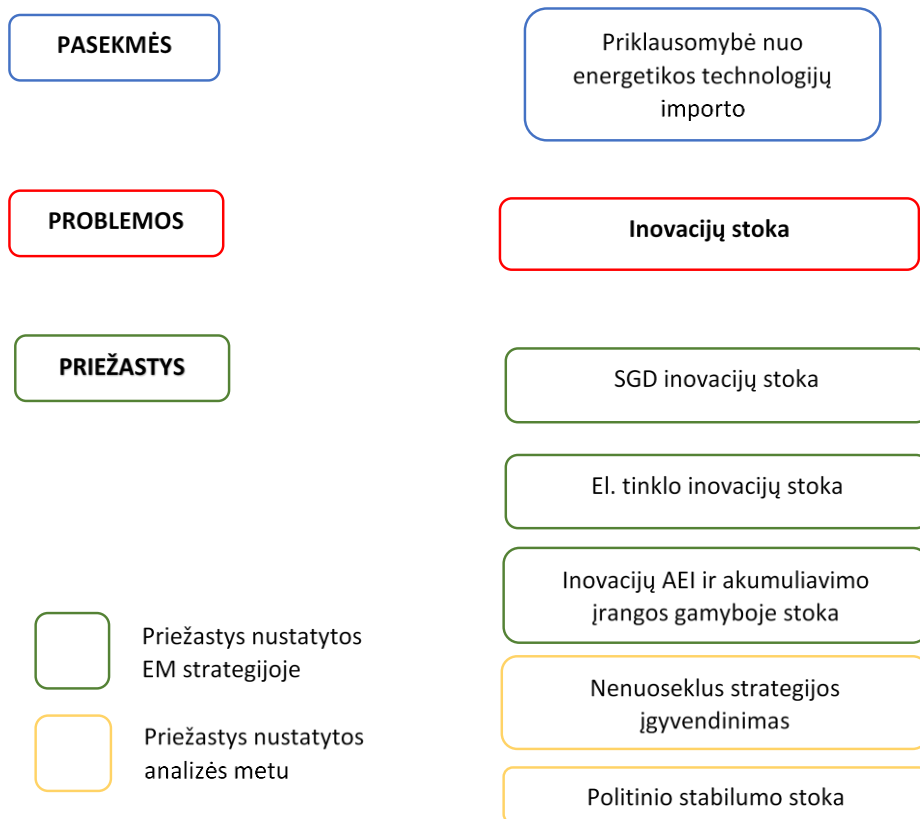 PASEKMĖS
Priklausomybė nuo
energetikos technologijų
importo
PROBLEMOS
Inovacijų stoka
PRIEŽASTYS
SGD inovacijų stoka
El. tinklo inovacijų stoka
Inovacijų AEI ir akumuliavimo
įrangos gamyboje stoka
Priežastys nustatytos
EM strategijoje
Nenuoseklus strategijos
įgyvendinimas
Priežastys nustatytos
analizės metu
Politinio stabilumo stoka